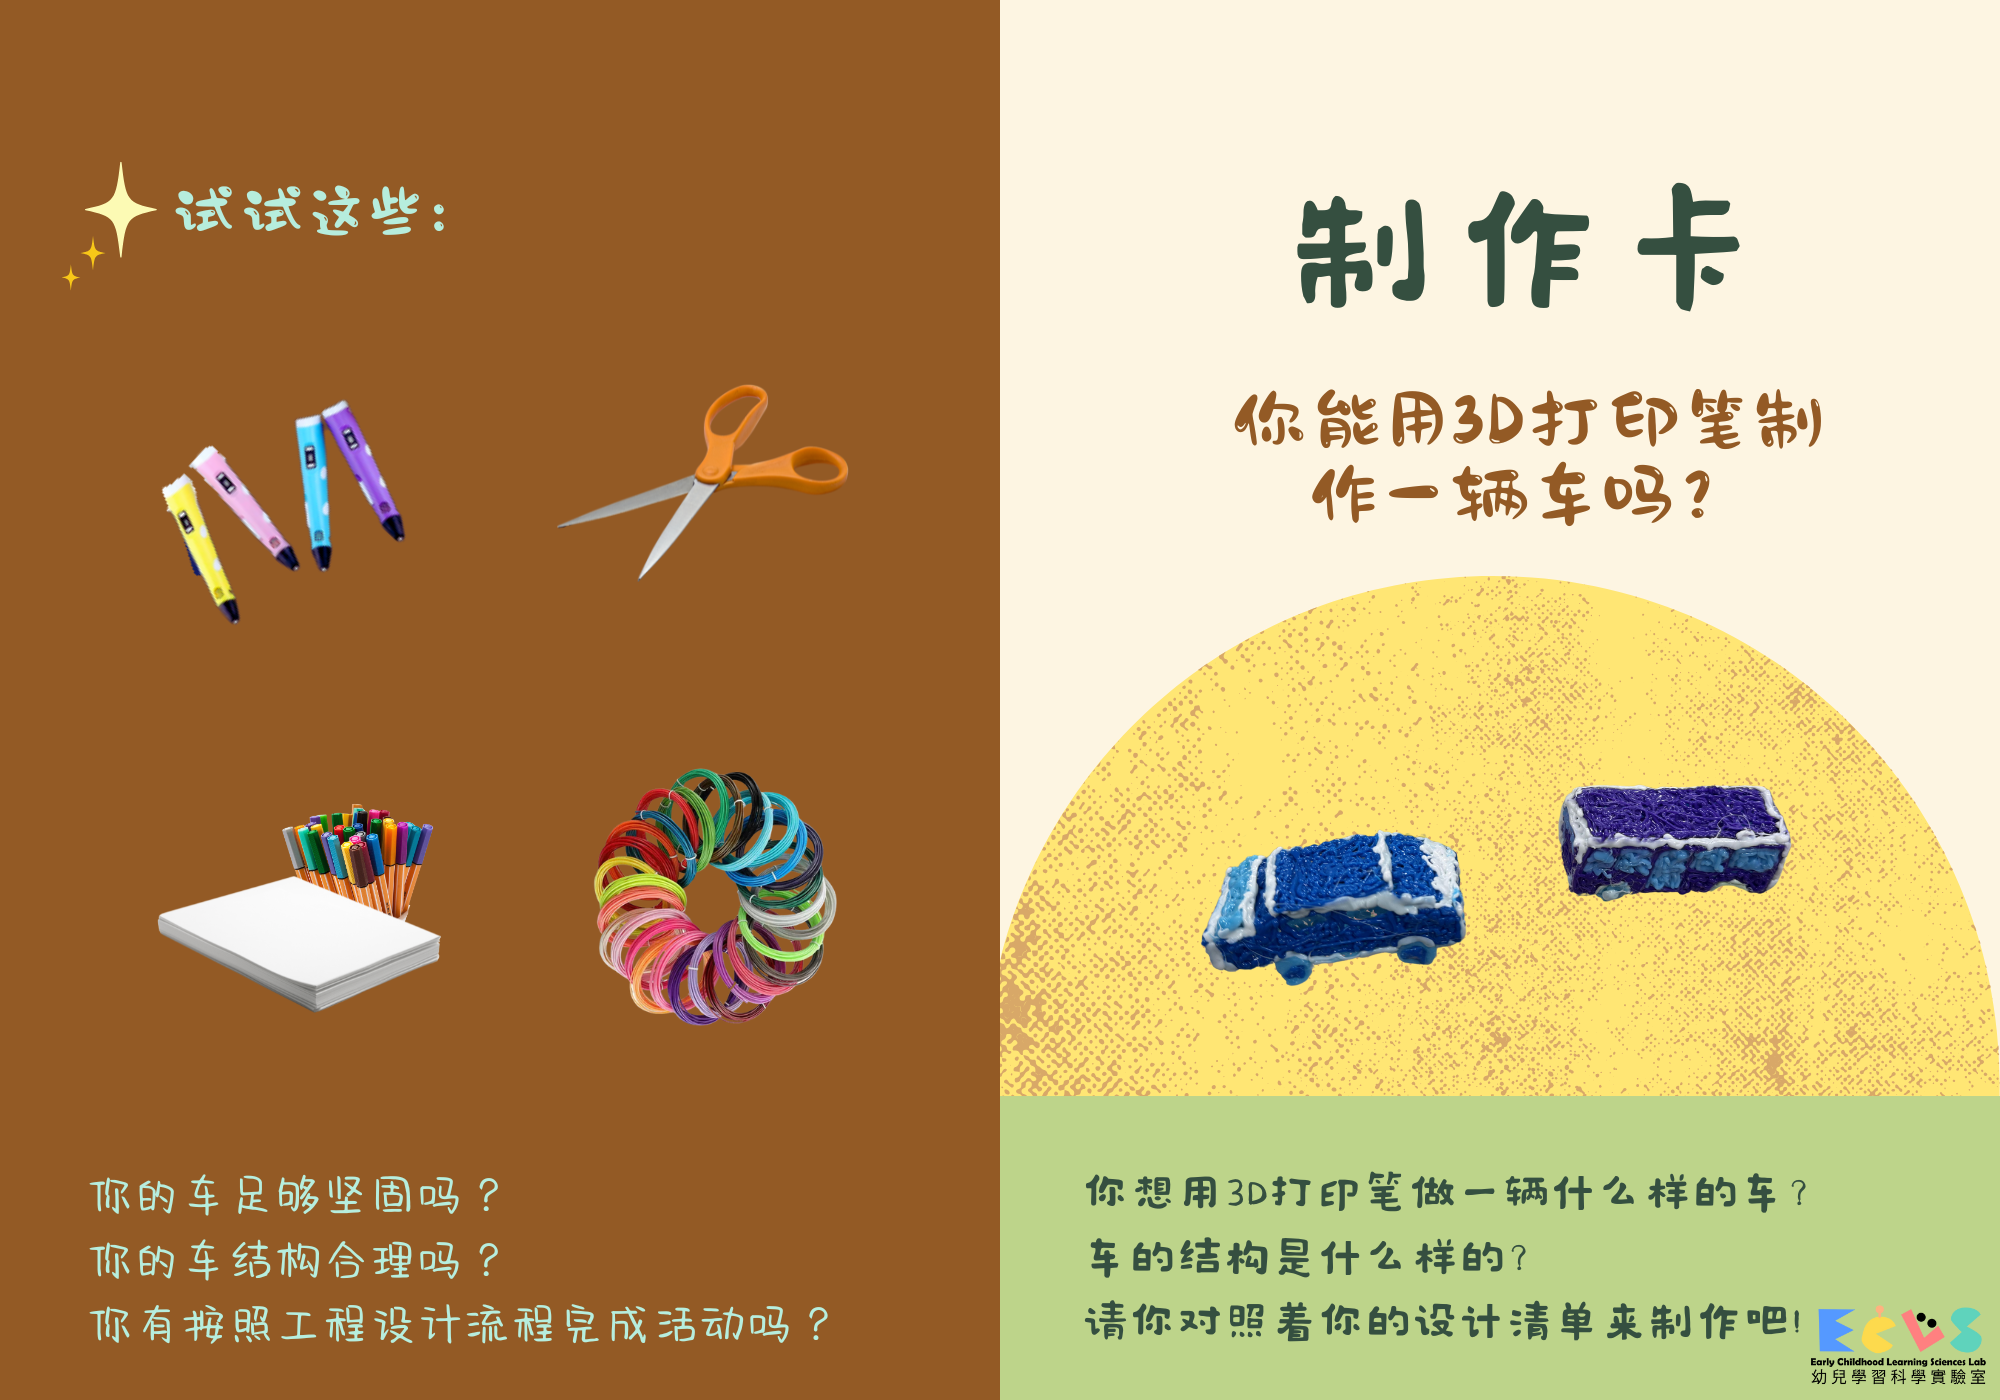 试试这些：
你的车足够坚固吗？
你的车结构合理吗？
你有按照工程设计流程完成活动吗？
制作卡
你能用3D打印笔制
作一辆车吗？
你想用3D打印笔做一辆什么样的车？
车的结构是什么样的？
请你对照着你的设计清单来制作吧！
ECLS
Early Childhood Learning Sciences Lab
幼兒學習科學實驗室